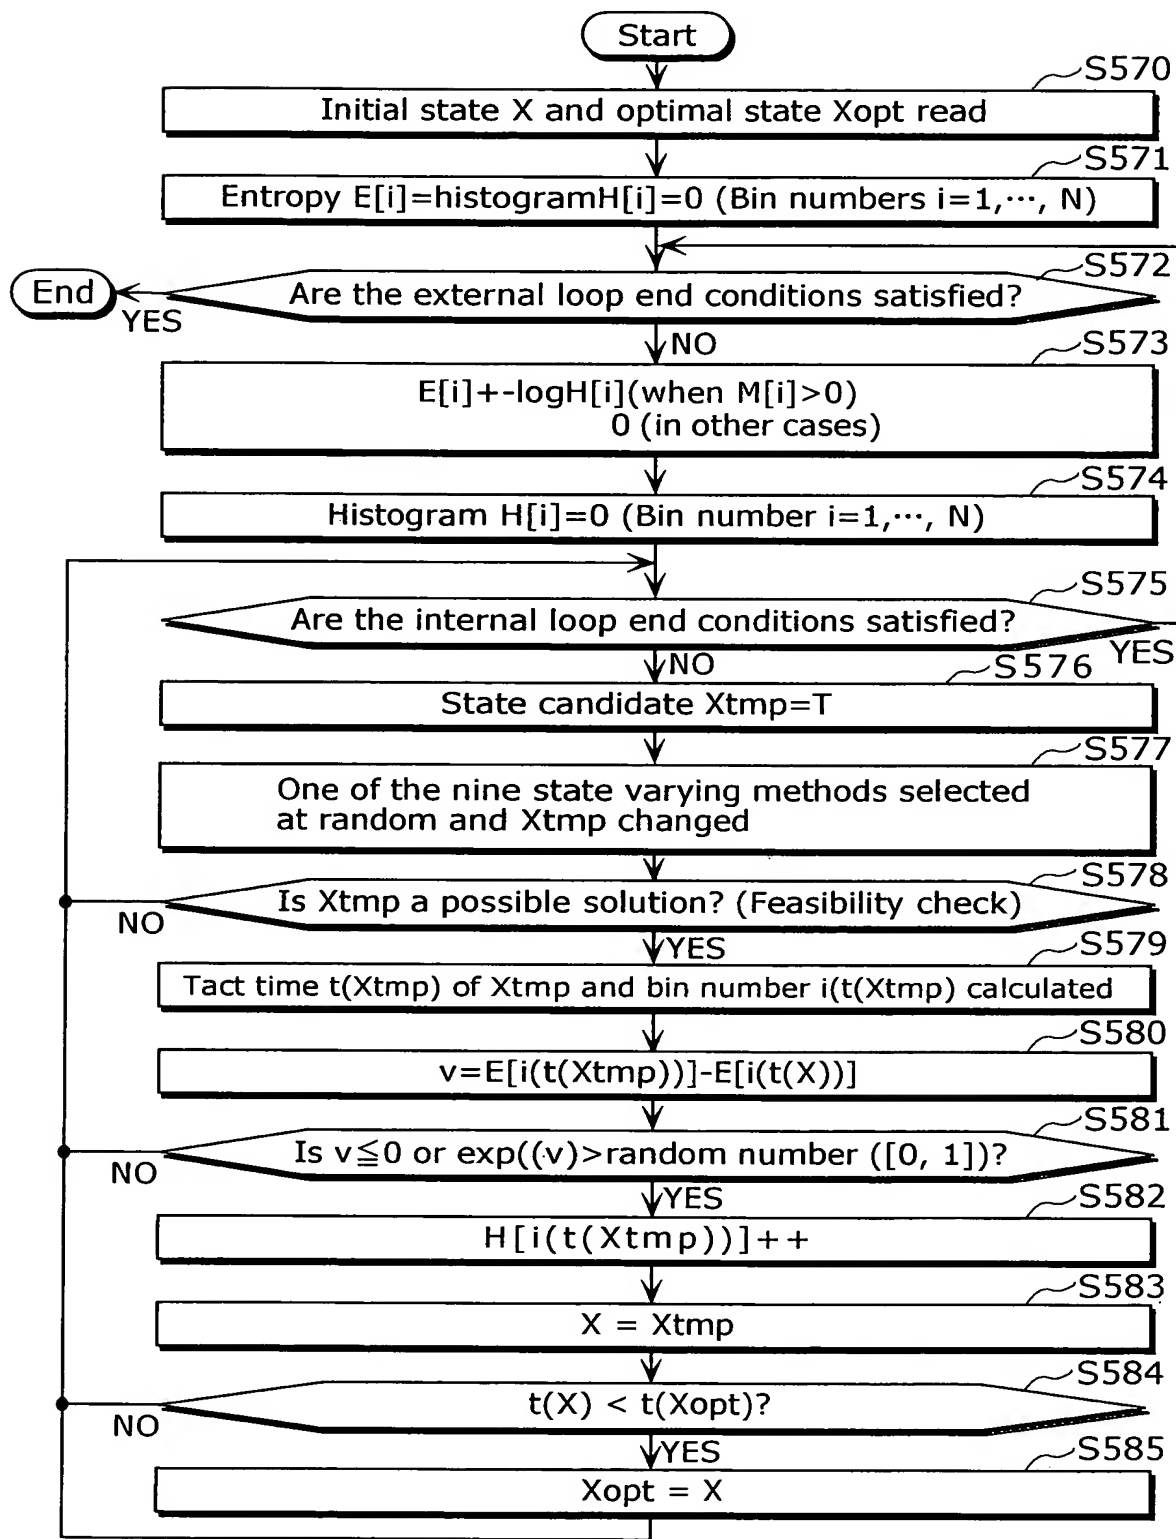 Start
S570
Initial state X and optimal state Xopt read
S571
Entropy E[i]=histogramH[i]=0 (Bin numbers i=1,···, N)
S572
Are the external loop end conditions satisfied?
End
YES
NO
S573
E[i]+-logH[i](when M[i]>0)
0 (in other cases)
S574
Histogram H[i]=0 (Bin number i=1,···, N)
S575
Are the internal loop end conditions satisfied?
YES
NO
S576
State candidate Xtmp=T
S577
One of the nine state varying methods selected
at random and Xtmp changed
S578
Is Xtmp a possible solution? (Feasibility check)
NO
YES
S579
Tact time t(Xtmp) of Xtmp and bin number i(t(Xtmp) calculated
S580
v=E[i(t(Xtmp))]-E[i(t(X))]
S581
Is v≦0 or exp((v)>random number ([0, 1])?
NO
YES
S582
H[i(t(Xtmp))]++
S583
X = Xtmp
S584
t(X) < t(Xopt)?
NO
YES
S585
Xopt = X